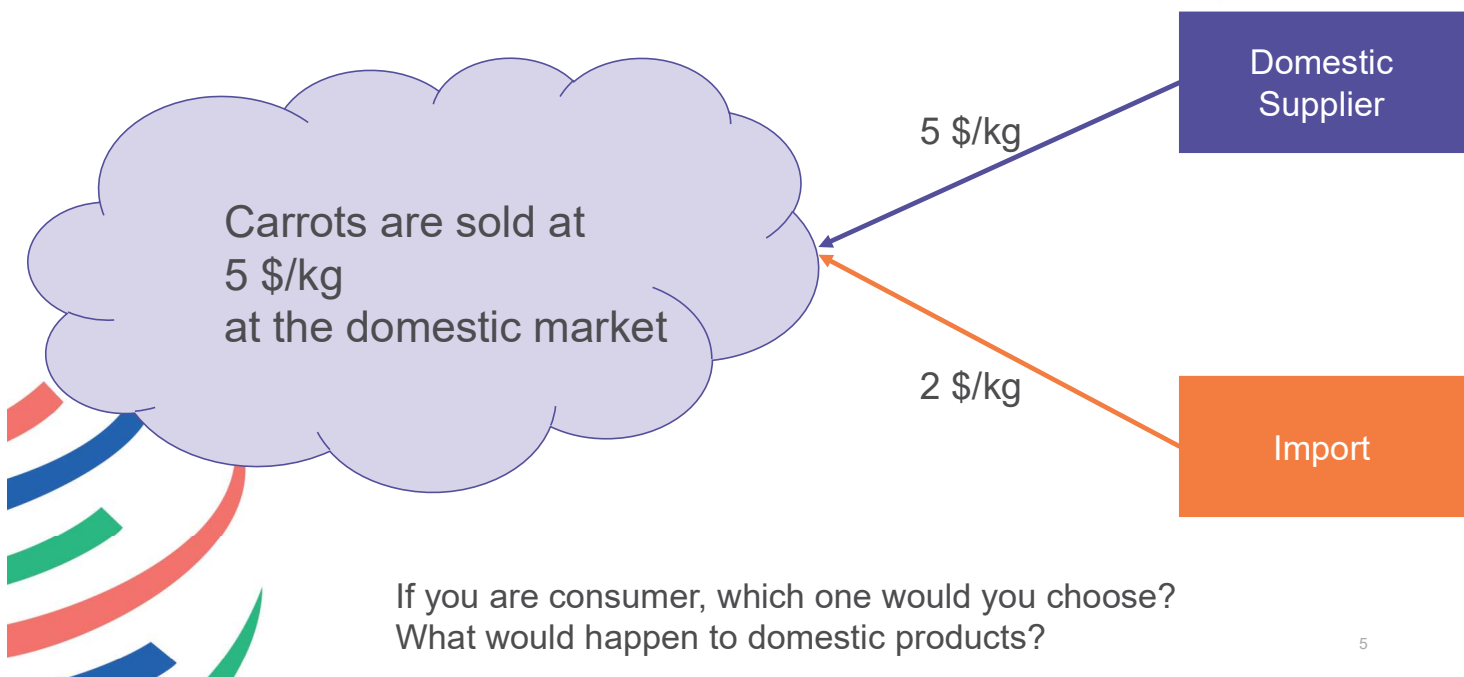 Domestic
Supplier
5 $/kg
Carrots are sold at
5 $/kg
at the domestic market
2 $/kg
Import
If you are consumer, which one would you choose?
What would happen to domestic products?
5